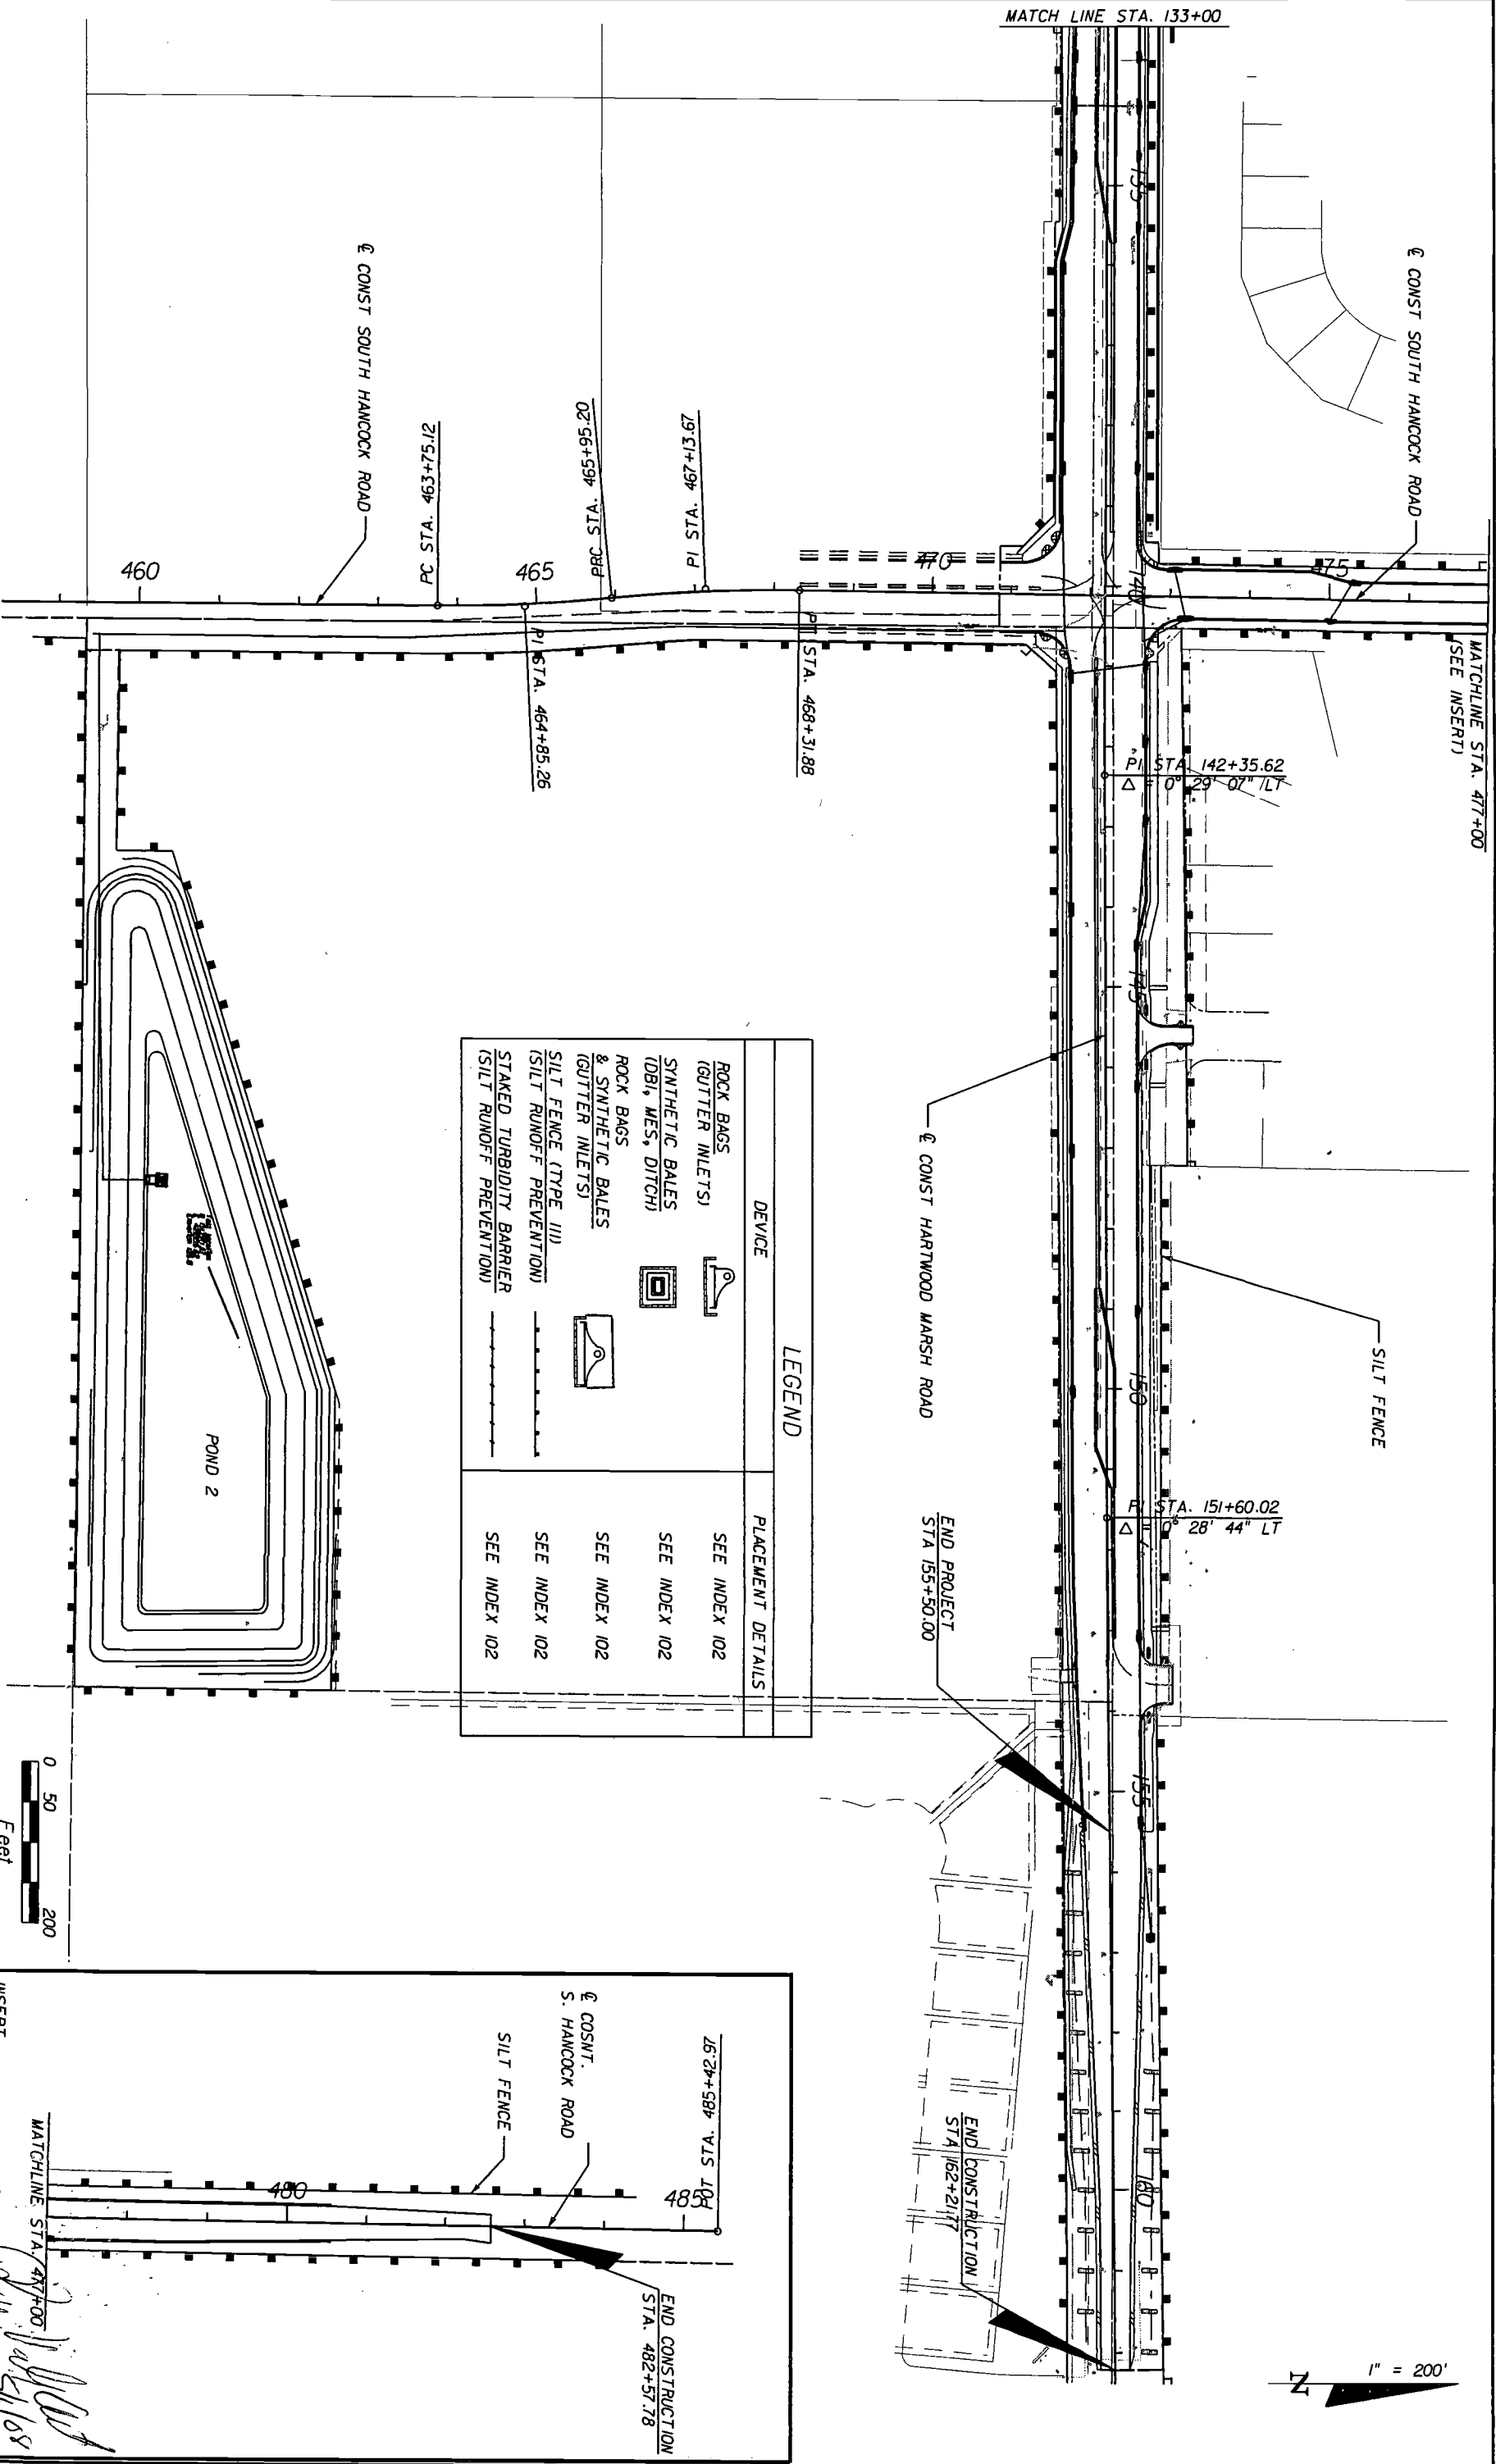 MATCH LINE STA. 133+00
℄ CONST SOUTH HANCOCK ROAD
MATCHLINE STA. 477+00
(SEE INSERT)
135
140
145
150
155
160
475
470
465
460
℄ CONST SOUTH HANCOCK ROAD
PC STA. 463+75.12
PRC STA. 465+95.20
PI STA. 467+13.67
PI STA. 464+85.26
PT STA. 468+31.88
PI STA. 142+35.62
Δ = 0° 29' 07" LT
℄ CONST HARTWOOD MARSH ROAD
SILT FENCE
PI STA. 151+60.02
Δ = 0° 28' 44" LT
END PROJECT
STA 155+50.00
END CONSTRUCTION
STA 162+21.77
LEGEND
DEVICE
PLACEMENT DETAILS
ROCK BAGS
(GUTTER INLETS)
SEE INDEX 102
SYNTHETIC BALES
(DBI, MES, DITCH)
SEE INDEX 102
ROCK BAGS
& SYNTHETIC BALES
(GUTTER INLETS)
SEE INDEX 102
SILT FENCE (TYPE III)
(SILT RUNOFF PREVENTION)
SEE INDEX 102
STAKED TURBIDITY BARRIER
(SILT RUNOFF PREVENTION)
SEE INDEX 102
POND 2
0 50 200
Feet
1" = 200'
N
POT STA. 485+42.97
485
℄ COSNT.
S. HANCOCK ROAD
SILT FENCE
480
END CONSTRUCTION
STA. 482+57.78
MATCHLINE STA. 477+00
INSERT